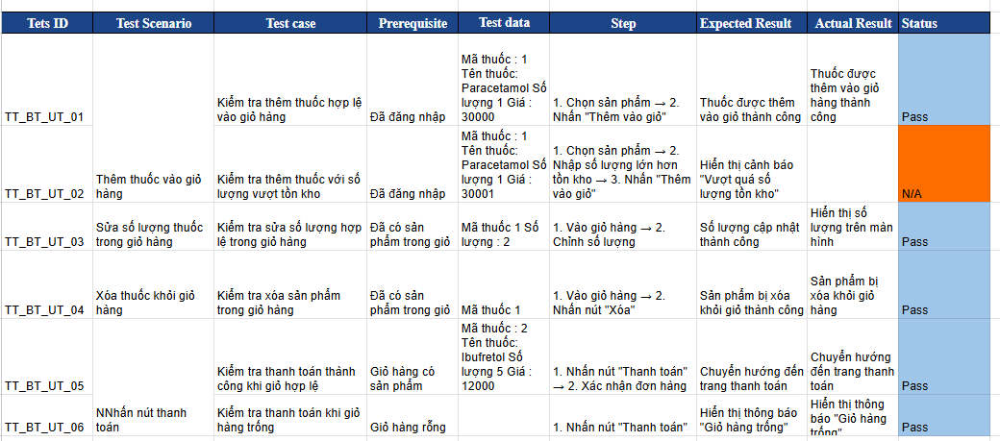 Tets ID Test Scenario Test case Prerequisite Test data Step Expected Result Actual Result Status
TT_BT_UT_01
Kiểm tra thêm thuốc hợp lệ
vào giỏ hàng
Đã đăng nhập
Mã thuốc : 1
Tên thuốc:
Paracetamol Số
lượng 1 Giá :
30000
1. Chọn sản phẩm → 2.
Nhấn "Thêm vào giỏ"
Thuốc được thêm
vào giỏ thành công
Thuốc được
thêm vào giỏ
hàng thành
công
Pass
TT_BT_UT_02
Thêm thuốc vào giỏ
hàng
Kiểm tra thêm thuốc với số
lượng vượt tồn kho
Đã đăng nhập
Mã thuốc : 1
Tên thuốc:
Paracetamol Số
lượng 1 Giá :
30001
1. Chọn sản phẩm → 2.
Nhập số lượng lớn hơn
tồn kho → 3. Nhấn "Thêm
vào giỏ"
Hiển thị cảnh báo
"Vượt quá số
lượng tồn kho"
N/A
TT_BT_UT_03
Sửa số lượng thuốc
trong giỏ hàng
Kiểm tra sửa số lượng hợp
lệ trong giỏ hàng
Đã có sản
phẩm trong giỏ
Mã thuốc 1 Số
lượng : 2
1. Vào giỏ hàng → 2.
Chỉnh số lượng
Số lượng cập nhật
thành công
Hiển thị số
lượng trên màn
hình
Pass
TT_BT_UT_04
Xóa thuốc khỏi giỏ
hàng
Kiểm tra xóa sản phẩm
trong giỏ hàng
Đã có sản
phẩm trong giỏ
Mã thuốc 1
1. Vào giỏ hàng → 2.
Nhấn nút "Xóa"
Sản phẩm bị xóa
khỏi giỏ thành công
Sản phẩm bị
xóa khỏi giỏ
hàng
Pass
TT_BT_UT_05
Kiểm tra thanh toán thành
công khi giỏ hợp lệ
Giỏ hàng có
sản phẩm
Mã thuốc : 2
Tên thuốc:
Ibufretol Số
lượng 5 Giá :
12000
1. Nhấn nút "Thanh toán"
→ 2. Xác nhận đơn hàng
Chuyển hướng đến
trang thanh toán
Chuyển hướng
đến trang thanh
toán
Pass
TT_BT_UT_06
NNhấn nút thanh
toán
Kiểm tra thanh toán khi giỏ
hàng trống
Giỏ hàng rỗng
1. Nhấn nút "Thanh toán"
Hiển thị thông báo
"Giỏ hàng trống"
Hiển thị thông
báo "Giỏ hàng
trống"
Pass